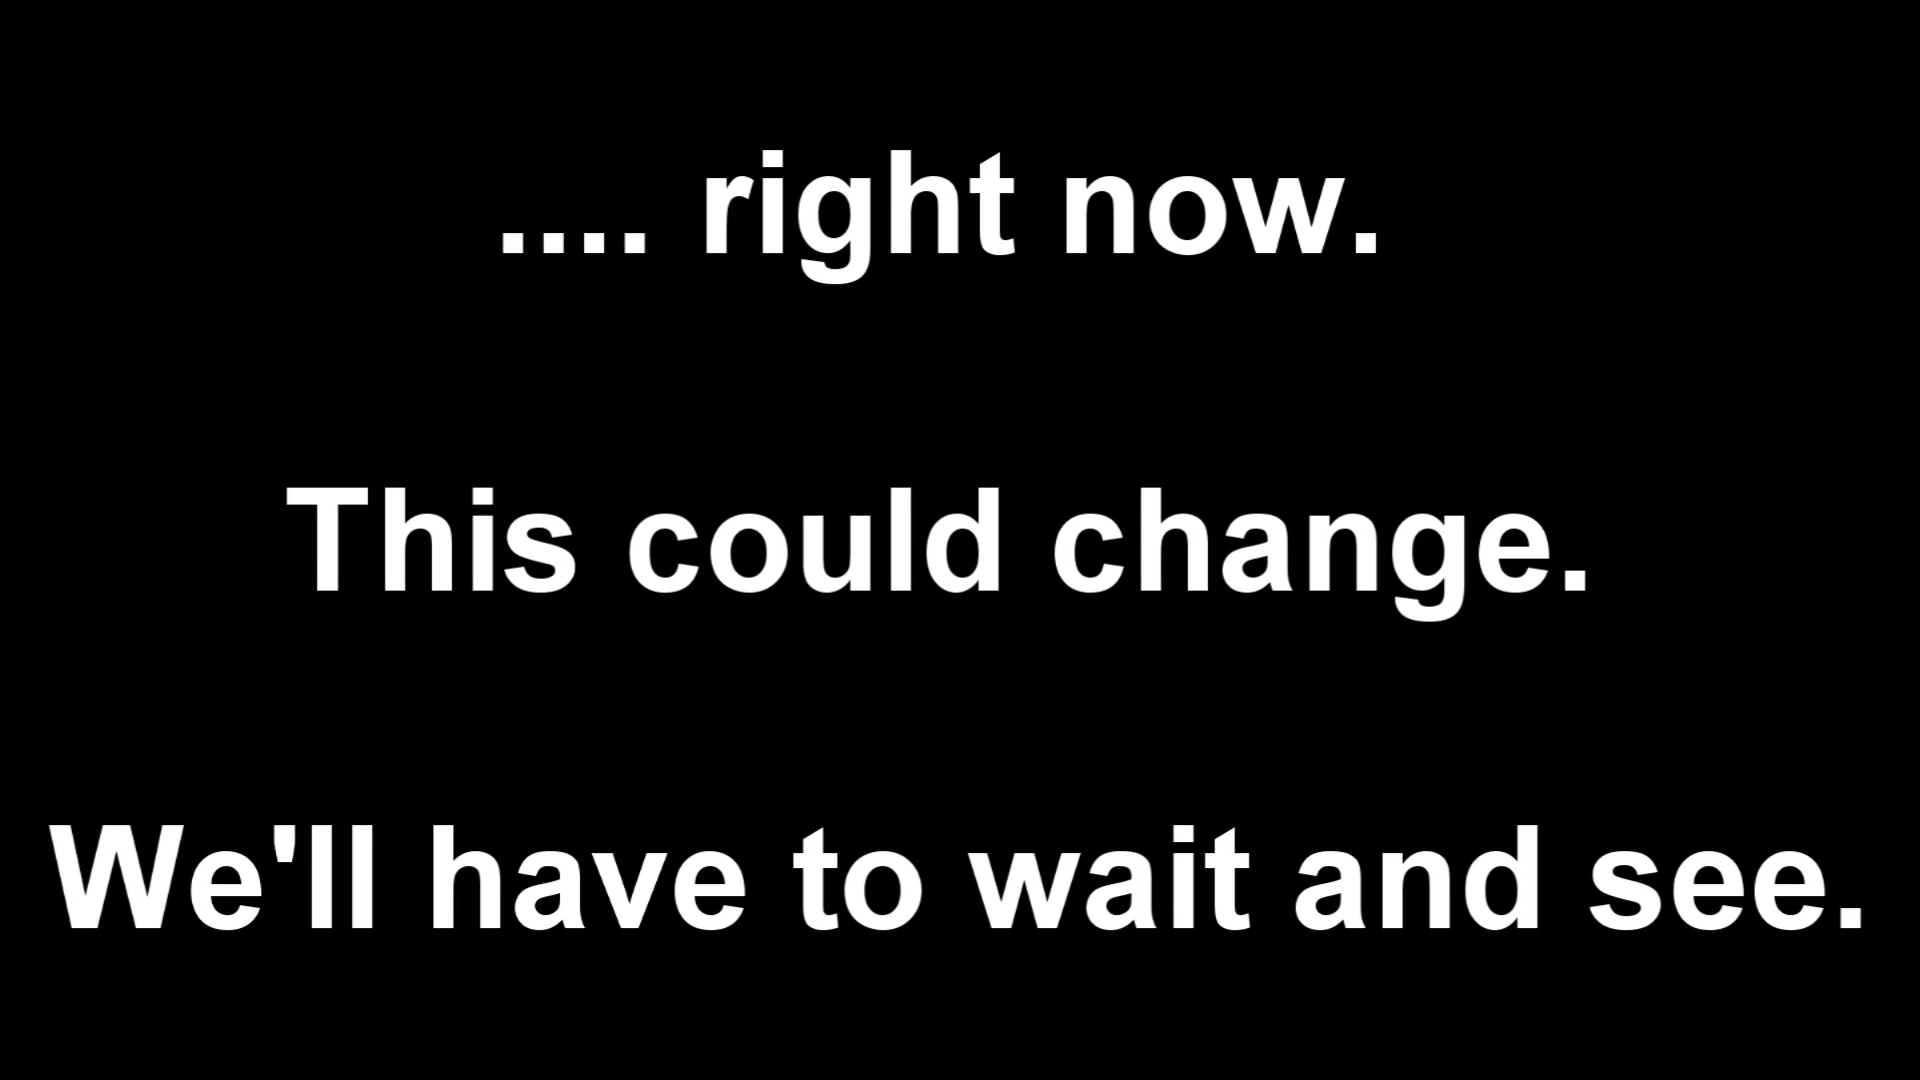 .... right now.
This could change.
We'll have to wait and see.